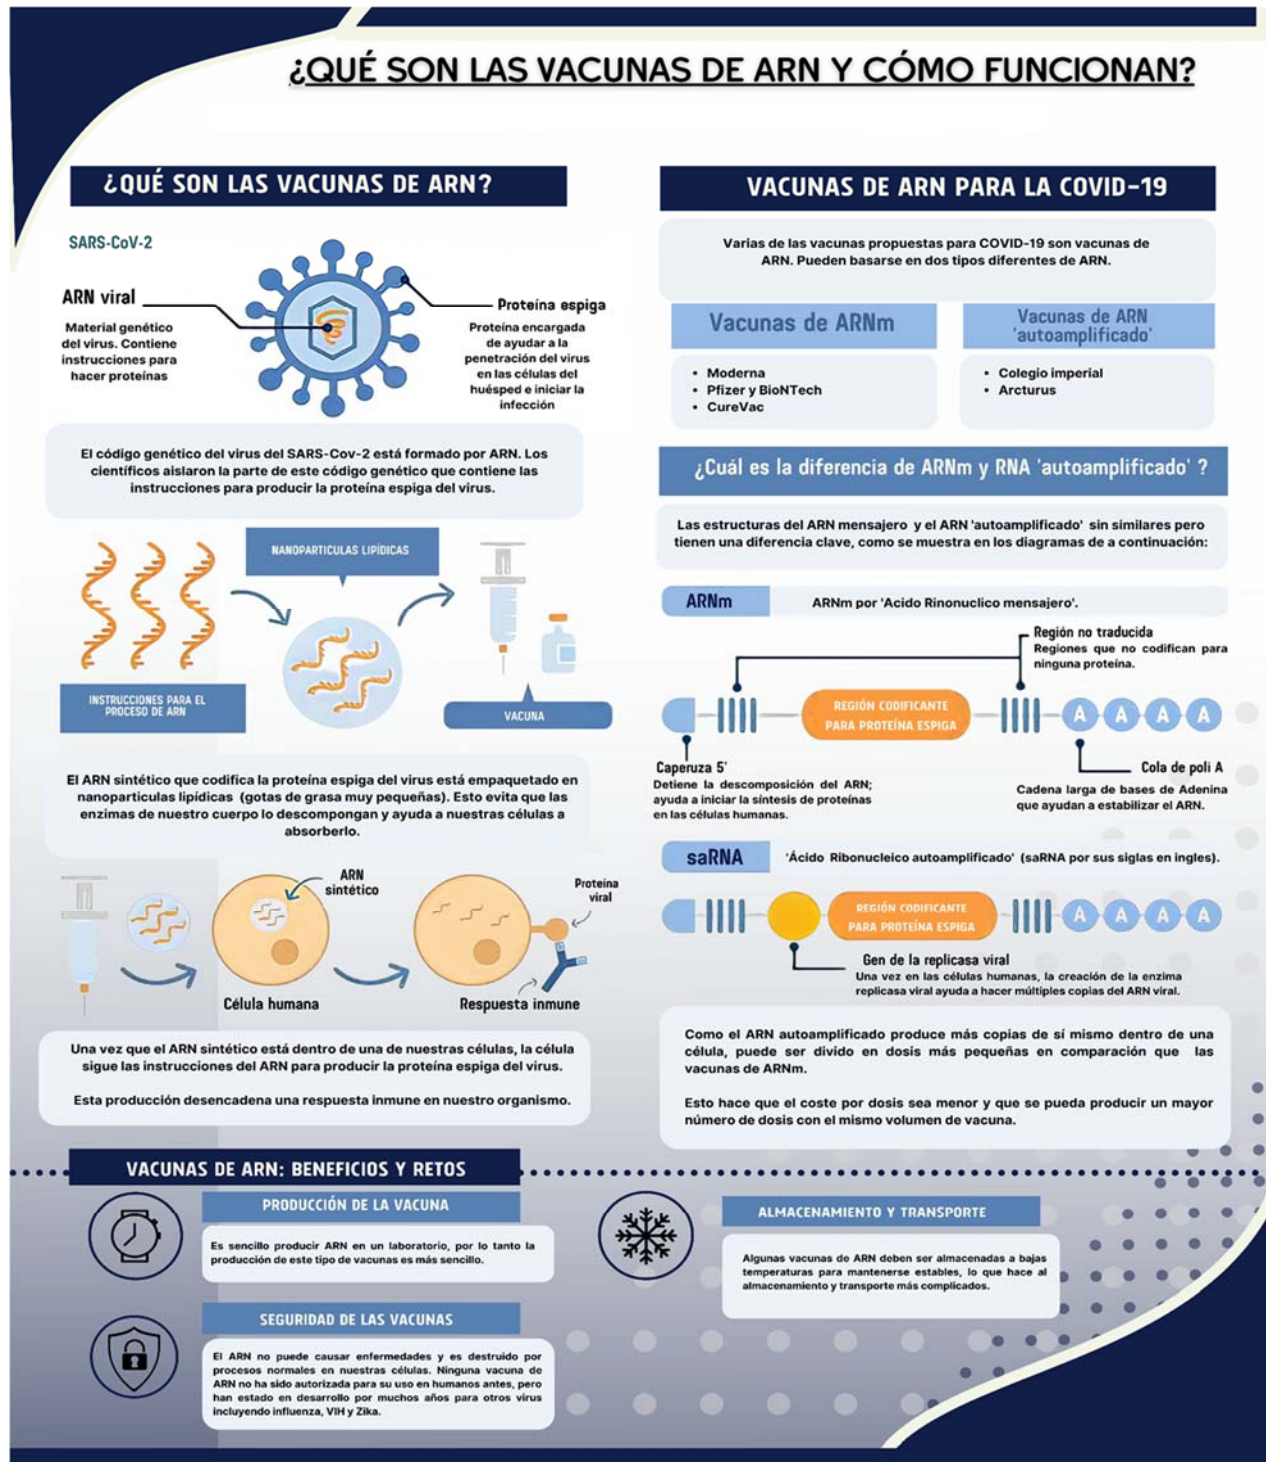 ¿QUÉ SON LAS VACUNAS DE ARN Y CÓMO FUNCIONAN?
¿QUÉ SON LAS VACUNAS DE ARN?
SARS-CoV-2
ARN viral
Material genético
del virus. Contiene
instrucciones para
hacer proteínas
Proteína espiga
Proteína encargada
de ayudar a la
penetración del virus
en las células del
huésped e iniciar la
infección
El código genético del virus del SARS-Cov-2 está formado por ARN. Los
científicos aislaron la parte de este código genético que contiene las
instrucciones para producir la proteína espiga del virus.
NANOPARTICULAS LIPÍDICAS
INSTRUCCIONES PARA EL
PROCESO DE ARN
VACUNA
El ARN sintético que codifica la proteína espiga del virus está empaquetado en
nanoparticulas lipídicas (gotas de grasa muy pequeñas). Esto evita que las
enzimas de nuestro cuerpo lo descompongan y ayuda a nuestras células a
absorberlo.
ARN
sintético
Proteína
viral
Célula humana
Respuesta inmune
Una vez que el ARN sintético está dentro de una de nuestras células, la célula
sigue las instrucciones del ARN para producir la proteína espiga del virus.
Esta producción desencadena una respuesta inmune en nuestro organismo.
VACUNAS DE ARN PARA LA COVID-19
Varias de las vacunas propuestas para COVID-19 son vacunas de
ARN. Pueden basarse en dos tipos diferentes de ARN.
Vacunas de ARNm
• Moderna
• Pfizer y BioNTech
• CureVac
Vacunas de ARN
'autoamplificado'
• Colegio imperial
• Arcturus
¿Cuál es la diferencia de ARNm y RNA 'autoamplificado' ?
Las estructuras del ARN mensajero y el ARN 'autoamplificado' sin similares pero
tienen una diferencia clave, como se muestra en los diagramas de a continuación:
ARNm
ARNm por 'Acido Rinonuclico mensajero'.
Región no traducida
Regiones que no codifican para
ninguna proteína.
REGIÓN CODIFICANTE
PARA PROTEÍNA ESPIGA
A A A A
Caperuza 5'
Detiene la descomposición del ARN;
ayuda a iniciar la síntesis de proteínas
en las células humanas.
Cola de poli A
Cadena larga de bases de Adenina
que ayudan a estabilizar el ARN.
saRNA
'Ácido Ribonucleico autoamplificado' (saRNA por sus siglas en ingles).
REGIÓN CODIFICANTE
PARA PROTEÍNA ESPIGA
A A A A
Gen de la replicasa viral
Una vez en las células humanas, la creación de la enzima
replicasa viral ayuda a hacer múltiples copias del ARN viral.
Como el ARN autoamplificado produce más copias de sí mismo dentro de una
célula, puede ser divido en dosis más pequeñas en comparación que las
vacunas de ARNm.
Esto hace que el coste por dosis sea menor y que se pueda producir un mayor
número de dosis con el mismo volumen de vacuna.
VACUNAS DE ARN: BENEFICIOS Y RETOS
PRODUCCIÓN DE LA VACUNA
Es sencillo producir ARN en un laboratorio, por lo tanto la
producción de este tipo de vacunas es más sencillo.
SEGURIDAD DE LAS VACUNAS
El ARN no puede causar enfermedades y es destruido por
procesos normales en nuestras células. Ninguna vacuna de
ARN no ha sido autorizada para su uso en humanos antes, pero
han estado en desarrollo por muchos años para otros virus
incluyendo influenza, VIH y Zika.
ALMACENAMIENTO Y TRANSPORTE
Algunas vacunas de ARN deben ser almacenadas a bajas
temperaturas para mantenerse estables, lo que hace al
almacenamiento y transporte más complicados.